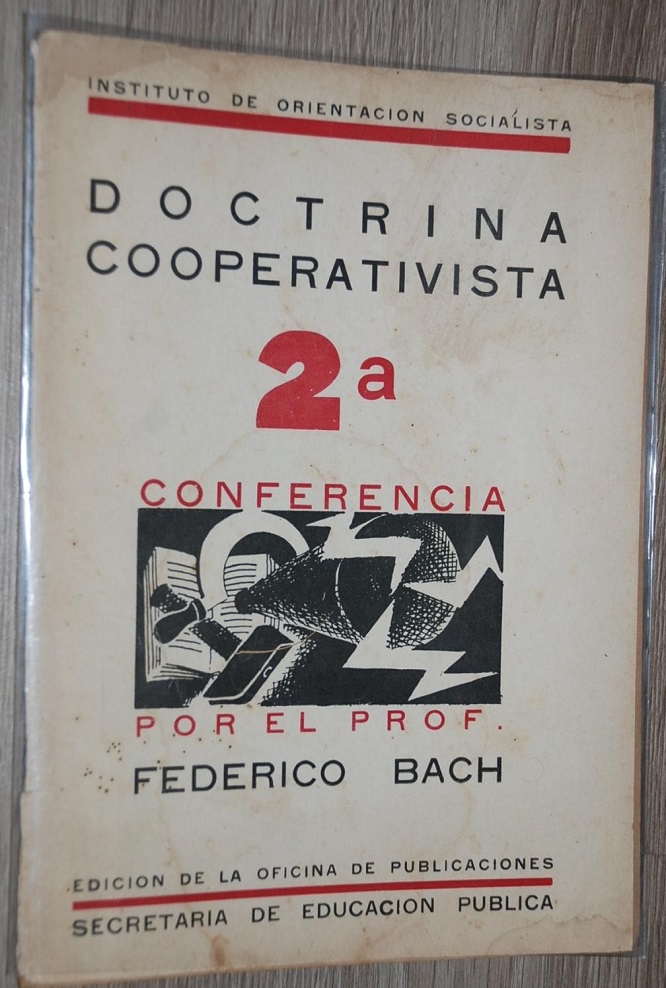 INSTITUTO DE ORIENTACION SOCIALISTA
DOCTRINA
COOPERATIVISTA
2a
CONFERENCIA
POR EL PROF.
FEDERICO BACH
EDICION DE LA OFICINA DE PUBLICACIONES
SECRETARIA DE EDUCACION PUBLICA